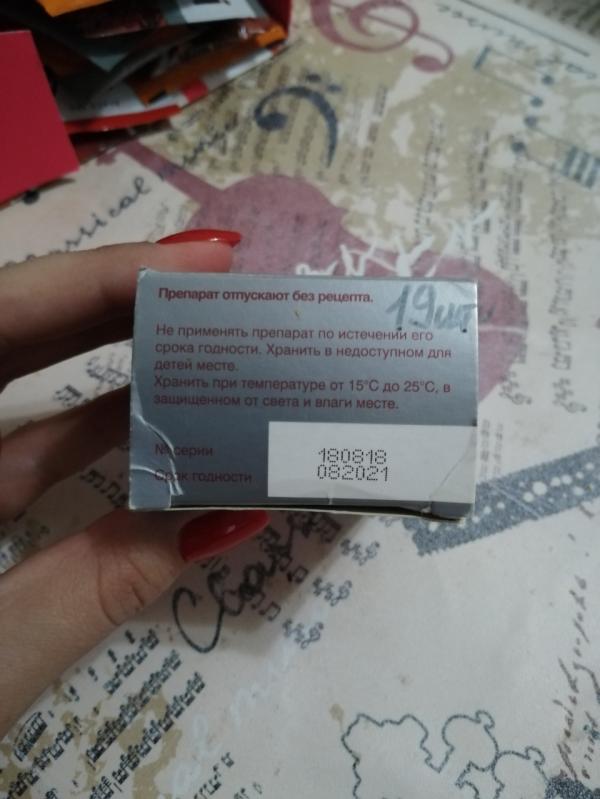 Препарат отпускают без рецепта.
19шт
Не применять препарат по истечении его
срока годности. Хранить в недоступном для
детей месте.
Хранить при температуре от 15°С до 25°С, в
защищенном от света и влаги месте.
№ серии 180818
Срок годности 082021